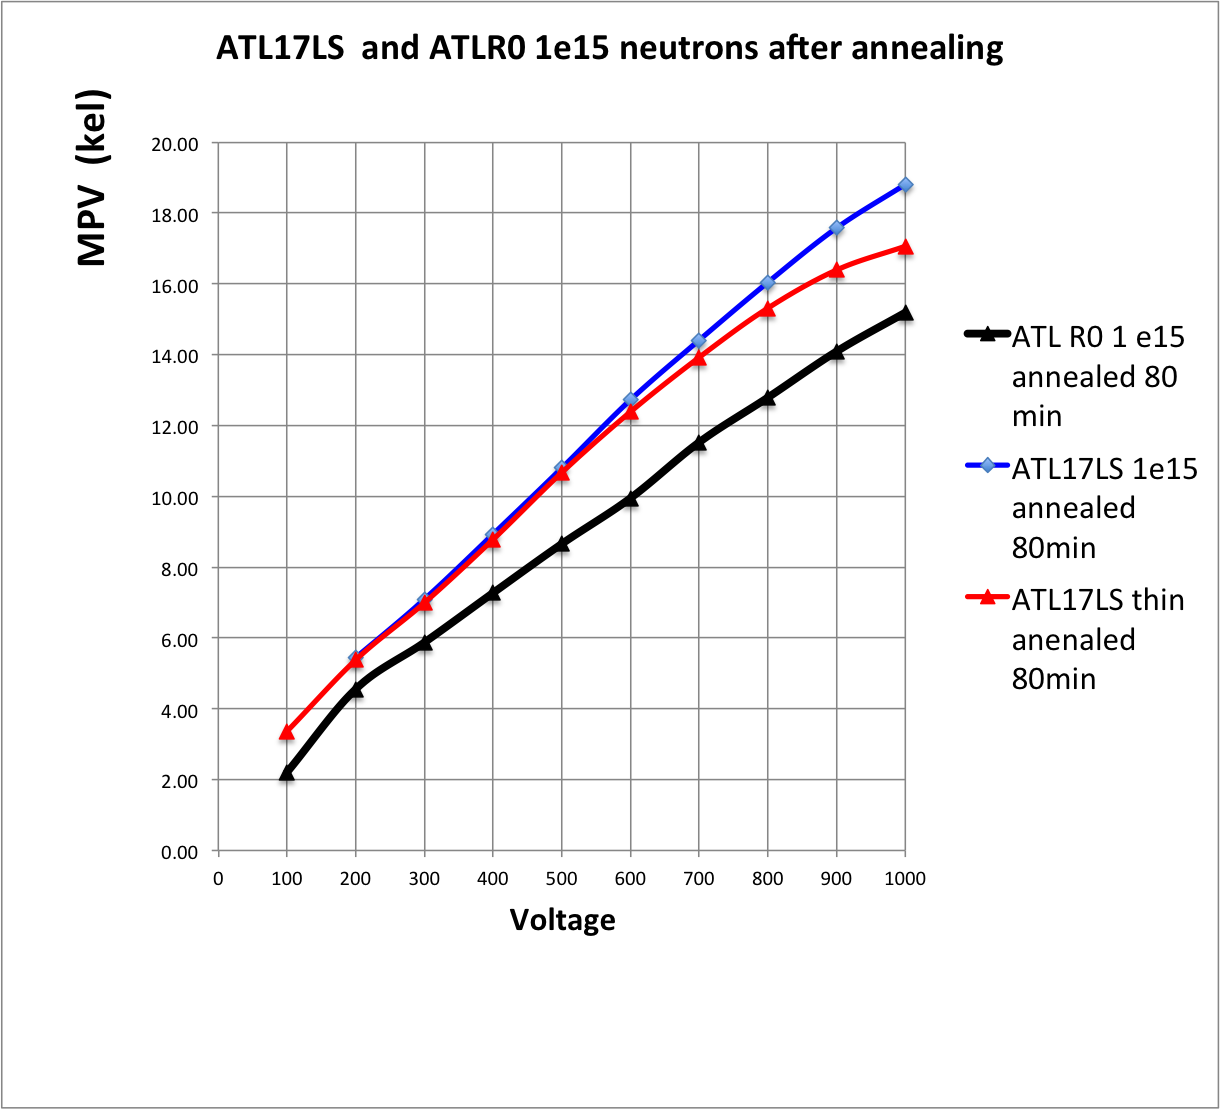 ATL17LS and ATLR0 1e15 neutrons after annealing
MPV (kel)
20.00
18.00
16.00
14.00
12.00
10.00
8.00
6.00
4.00
2.00
0.00
0 100 200 300 400 500 600 700 800 900 1000
Voltage
ATL R0 1 e15
annealed 80
min
ATL17LS 1e15
annealed
80min
ATL17LS thin
anenaled
80min